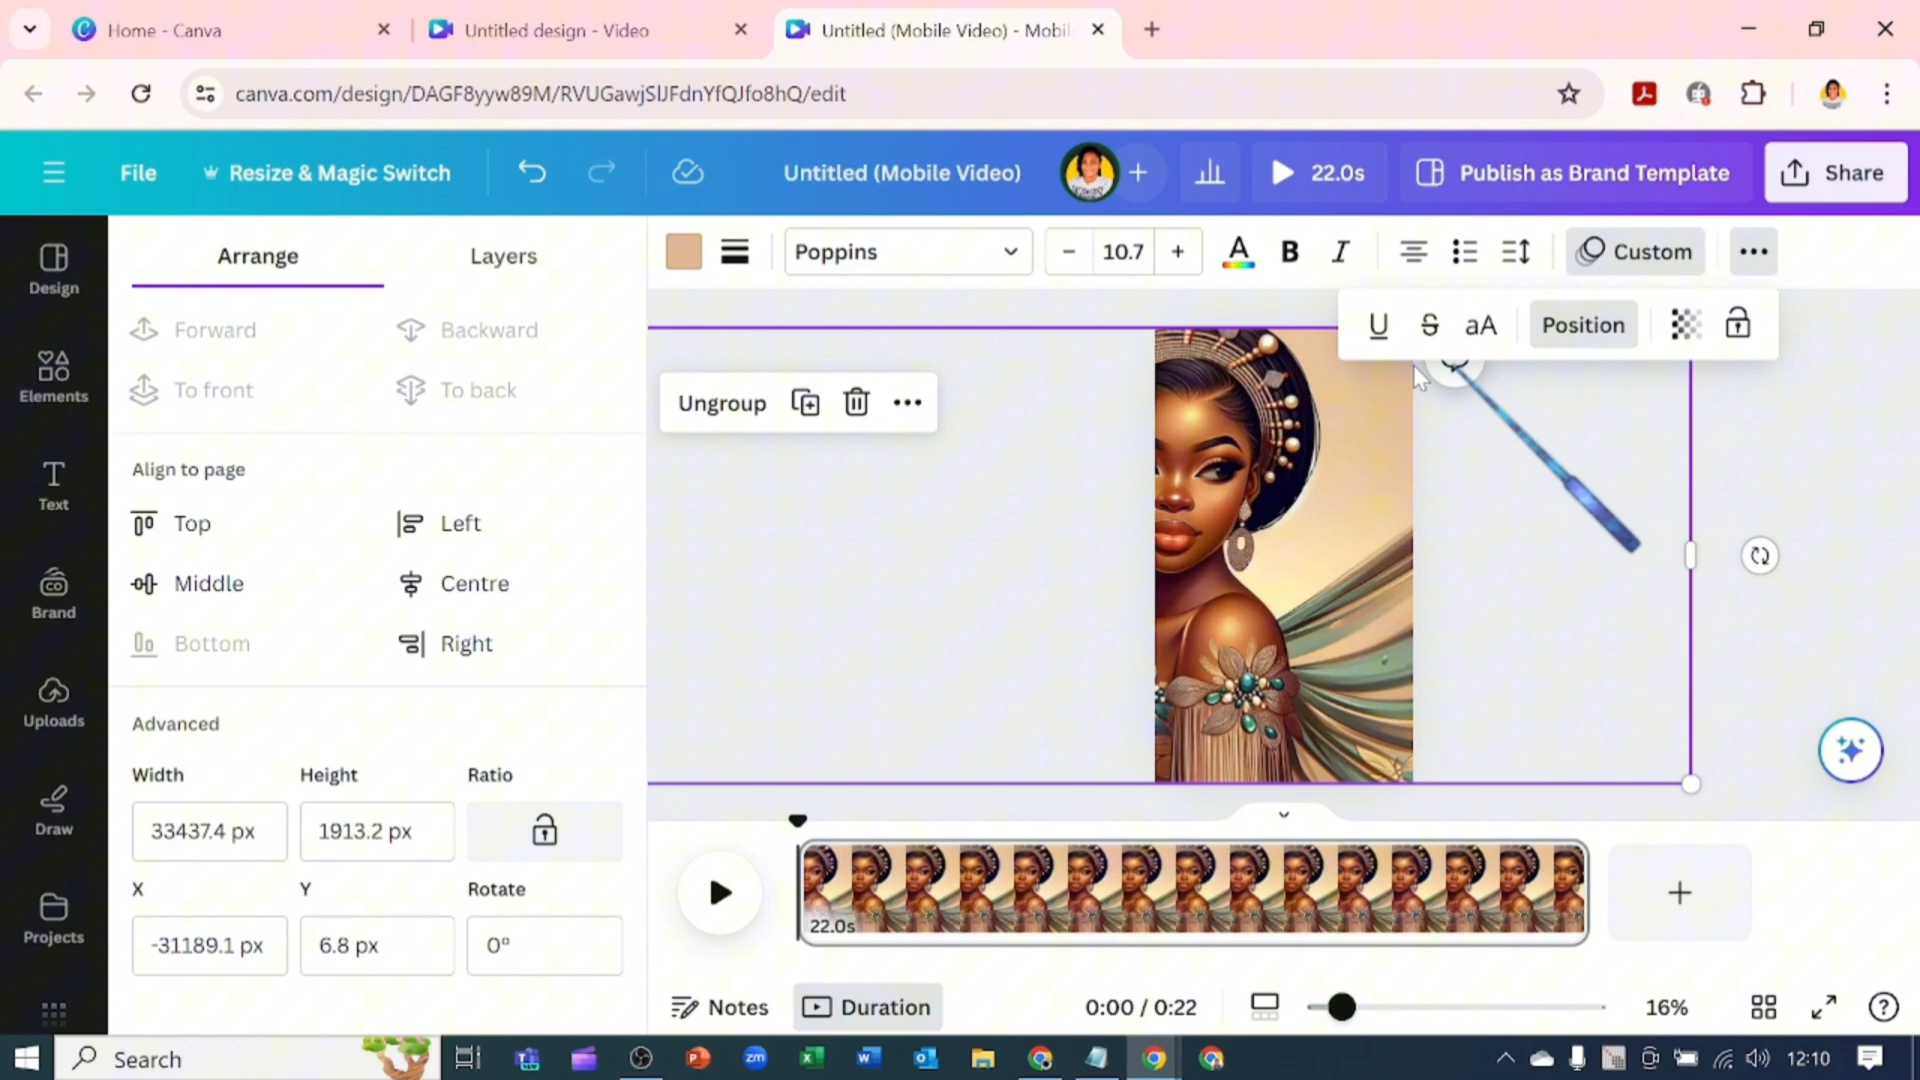 Home - Canva
Untitled design - Video
Untitled (Mobile Video) - Mobil
canva.com/design/DAGF8yyw89M/RVUGawjSlJFdnYfQJfo8hQ/edit
File
Resize & Magic Switch
Untitled (Mobile Video)
22.0s
Publish as Brand Template
Share
Design
Elements
Text
Brand
Uploads
Draw
Projects
Arrange
Layers
Forward
Backward
To front
To back
Align to page
Top
Left
Middle
Centre
Bottom
Right
Advanced
Width
Height
Ratio
33437.4 px
1913.2 px
X
Y
Rotate
-31189.1 px
6.8 px
0°
Poppins
10.7
A
B
I
Custom
U
S
aA
Position
Ungroup
22.0s
Notes
Duration
0:00 / 0:22
16%
Search
12:10